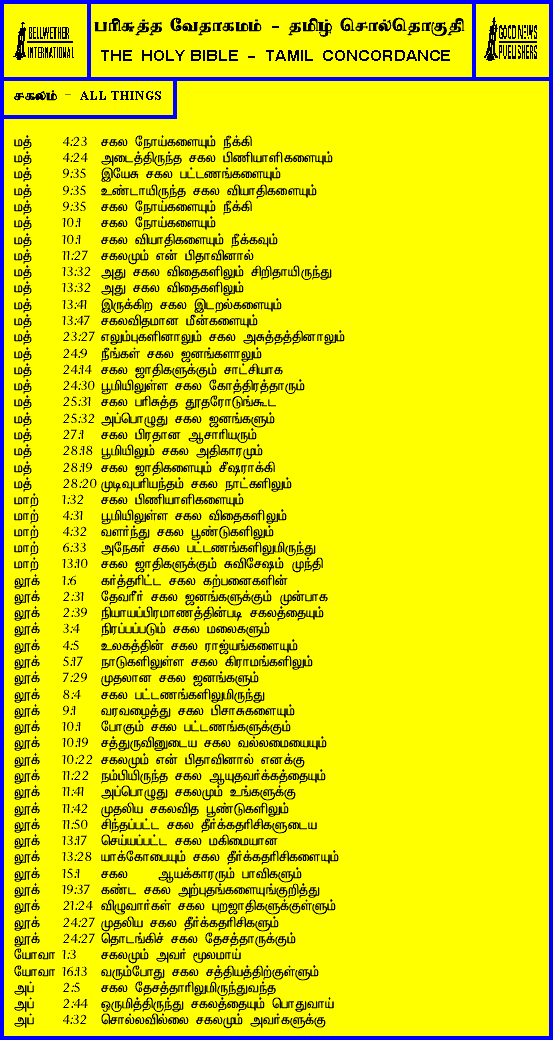 BELLWETHER INTERNATIONAL
பரிசுத்த வேதாகமம் - தமிழ் சொல்தொகுதி
THE HOLY BIBLE - TAMIL CONCORDANCE
GOOD NEWS PUBLISHERS
சகலம் - ALL THINGS
மத் 4:23 சகல நோய்களையும் நீக்கி
மத் 4:24 அடைத்திருந்த சகல பிணியாளிகளையும்
மத் 9:35 இயேசு சகல பட்டணங்களையும்
மத் 9:35 உண்டாயிருந்த சகல வியாதிகளையும்
மத் 9:35 சகல நோய்களையும் நீக்கி
மத் 10:1 சகல நோய்களையும்
மத் 10:1 சகல வியாதிகளையும் நீக்கவும்
மத் 11:27 சகலமும் என் பிதாவினால்
மத் 13:32 அது சகல விதைகளிலும் சிறிதாயிருந்து
மத் 13:32 அது சகல விதைகளிலும்
மத் 13:41 இருக்கிற சகல இடறல்களையும்
மத் 13:47 சகலவிதமான மீன்களையும்
மத் 23:27 எலும்புகளினாலும் சகல அசுத்தத்தினாலும்
மத் 24:9 நீங்கள் சகல ஜனங்களாலும்
மத் 24:14 சகல ஜாதிகளுக்கும் சாட்சியாக
மத் 24:30 பூமியிலுள்ள சகல கோத்திரத்தாரும்
மத் 25:31 சகல பரிசுத்த தூதரோடுங்கூட
மத் 25:32 அப்பொழுது சகல ஜனங்களும்
மத் 27:1 சகல பிரதான ஆசாரியரும்
மத் 28:18 பூமியிலும் சகல அதிகாரமும்
மத் 28:19 சகல ஜாதிகளையும் சீஷராக்கி
மத் 28:20 முடிவுபரியந்தம் சகல நாட்களிலும்
மாற் 1:32 சகல பிணியாளிகளையும்
மாற் 4:31 பூமியிலுள்ள சகல விதைகளிலும்
மாற் 4:32 வளர்ந்து சகல பூண்டுகளிலும்
மாற் 6:33 அநேகர் சகல பட்டணங்களிலுமிருந்து
மாற் 13:10 சகல ஜாதிகளுக்கும் சுவிசேஷம் முந்தி
லூக் 1:6 கர்த்தரிட்ட சகல கற்பனைகளின்
லூக் 2:31 தேவரீர் சகல ஜனங்களுக்கும் முன்பாக
லூக் 2:39 நியாயப்பிரமாணத்தின்படி சகலத்தையும்
லூக் 3:4 நிரப்பப்படும் சகல மலைகளும்
லூக் 4:5 உலகத்தின் சகல ராஜ்யங்களையும்
லூக் 5:17 நாடுகளிலுள்ள சகல கிராமங்களிலும்
லூக் 7:29 முதலான சகல ஜனங்களும்
லூக் 8:4 சகல பட்டணங்களிலுமிருந்து
லூக் 9:1 வரவழைத்து சகல பிசாசுகளையும்
லூக் 10:1 போகும் சகல பட்டணங்களுக்கும்
லூக் 10:19 சத்துருவினுடைய சகல வல்லமையையும்
லூக் 10:22 சகலமும் என் பிதாவினால் எனக்கு
லூக் 11:22 நம்பியிருந்த சகல ஆயுதவர்க்கத்தையும்
லூக் 11:41 அப்பொழுது சகலமும் உங்களுக்கு
லூக் 11:42 முதலிய சகலவித பூண்டுகளிலும்
லூக் 11:50 சிந்தப்பட்ட சகல தீர்க்கதரிசிகளுடைய
லூக் 13:17 செய்யப்பட்ட சகல மகிமையான
லூக் 13:28 யாக்கோபையும் சகல தீர்க்கதரிசிகளையும்
லூக் 15:1 சகல ஆயக்காரரும் பாவிகளும்
லூக் 19:37 கண்ட சகல அற்புதங்களையுங்குறித்து
லூக் 21:24 விழுவார்கள் சகல புறஜாதிகளுக்குள்ளும்
லூக் 24:27 முதலிய சகல தீர்க்கதரிசிகளும்
லூக் 24:27 தொடங்கிச் சகல தேசத்தாருக்கும்
யோவா 1:3 சகலமும் அவர் மூலமாய்
யோவா 16:13 வரும்போது சகல சத்தியத்திற்குள்ளும்
அப் 2:5 சகல தேசத்தாரிலுமிருந்துவந்த
அப் 2:44 ஒருமித்திருந்து சகலத்தையும் பொதுவாய்
அப் 4:32 சொல்லவில்லை சகலமும் அவர்களுக்கு